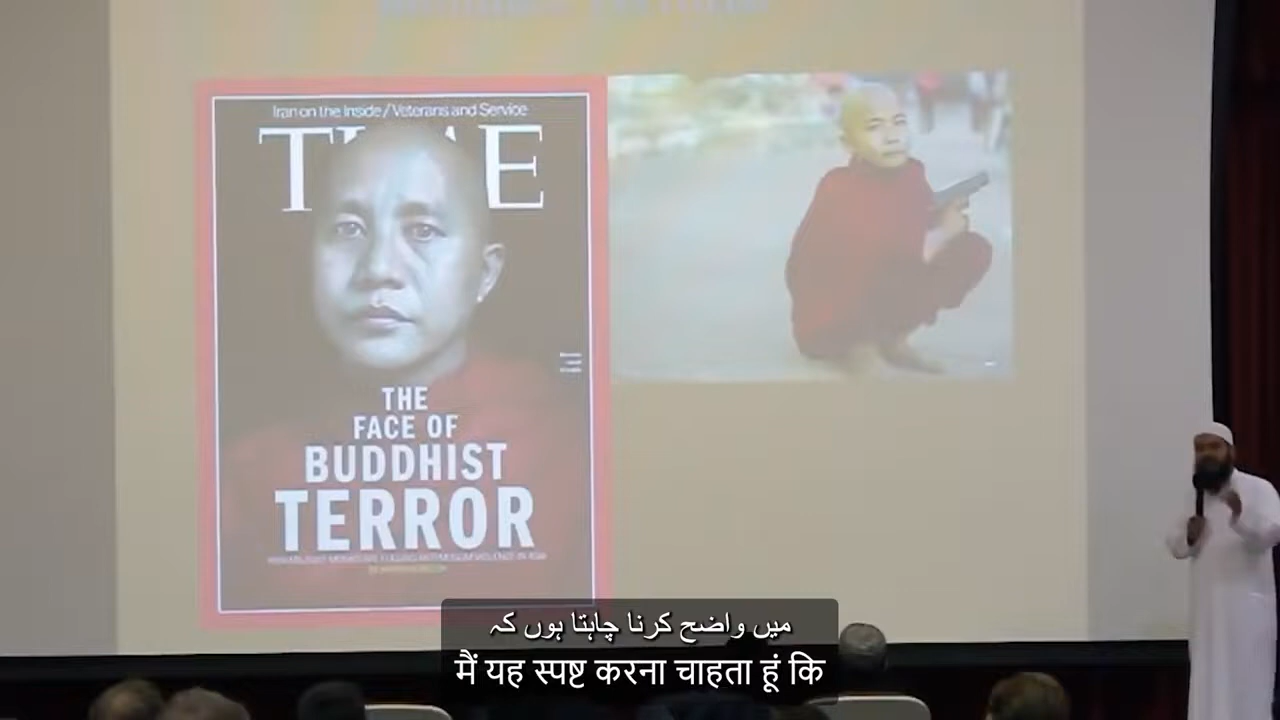 Iran on the Inside / Veterans and Service
TIME
THE
FACE OF
BUDDHIST
TERROR
میں واضح کرنا چاہتا ہوں کہ
मैं यह स्पष्ट करना चाहता हूं कि